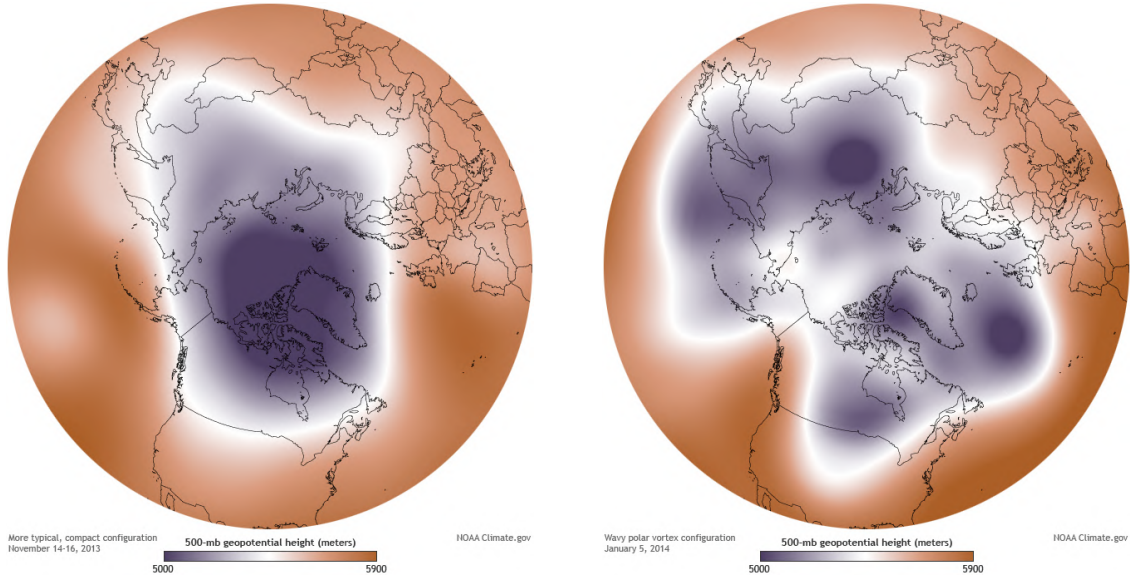 More typical, compact configuration
November 14-16, 2013
500-mb geopotential height (meters)
5000
5900
NOAA Climate.gov
Wavy polar vortex configuration
January 5, 2014
500-mb geopotential height (meters)
5000
5900
NOAA Climate.gov